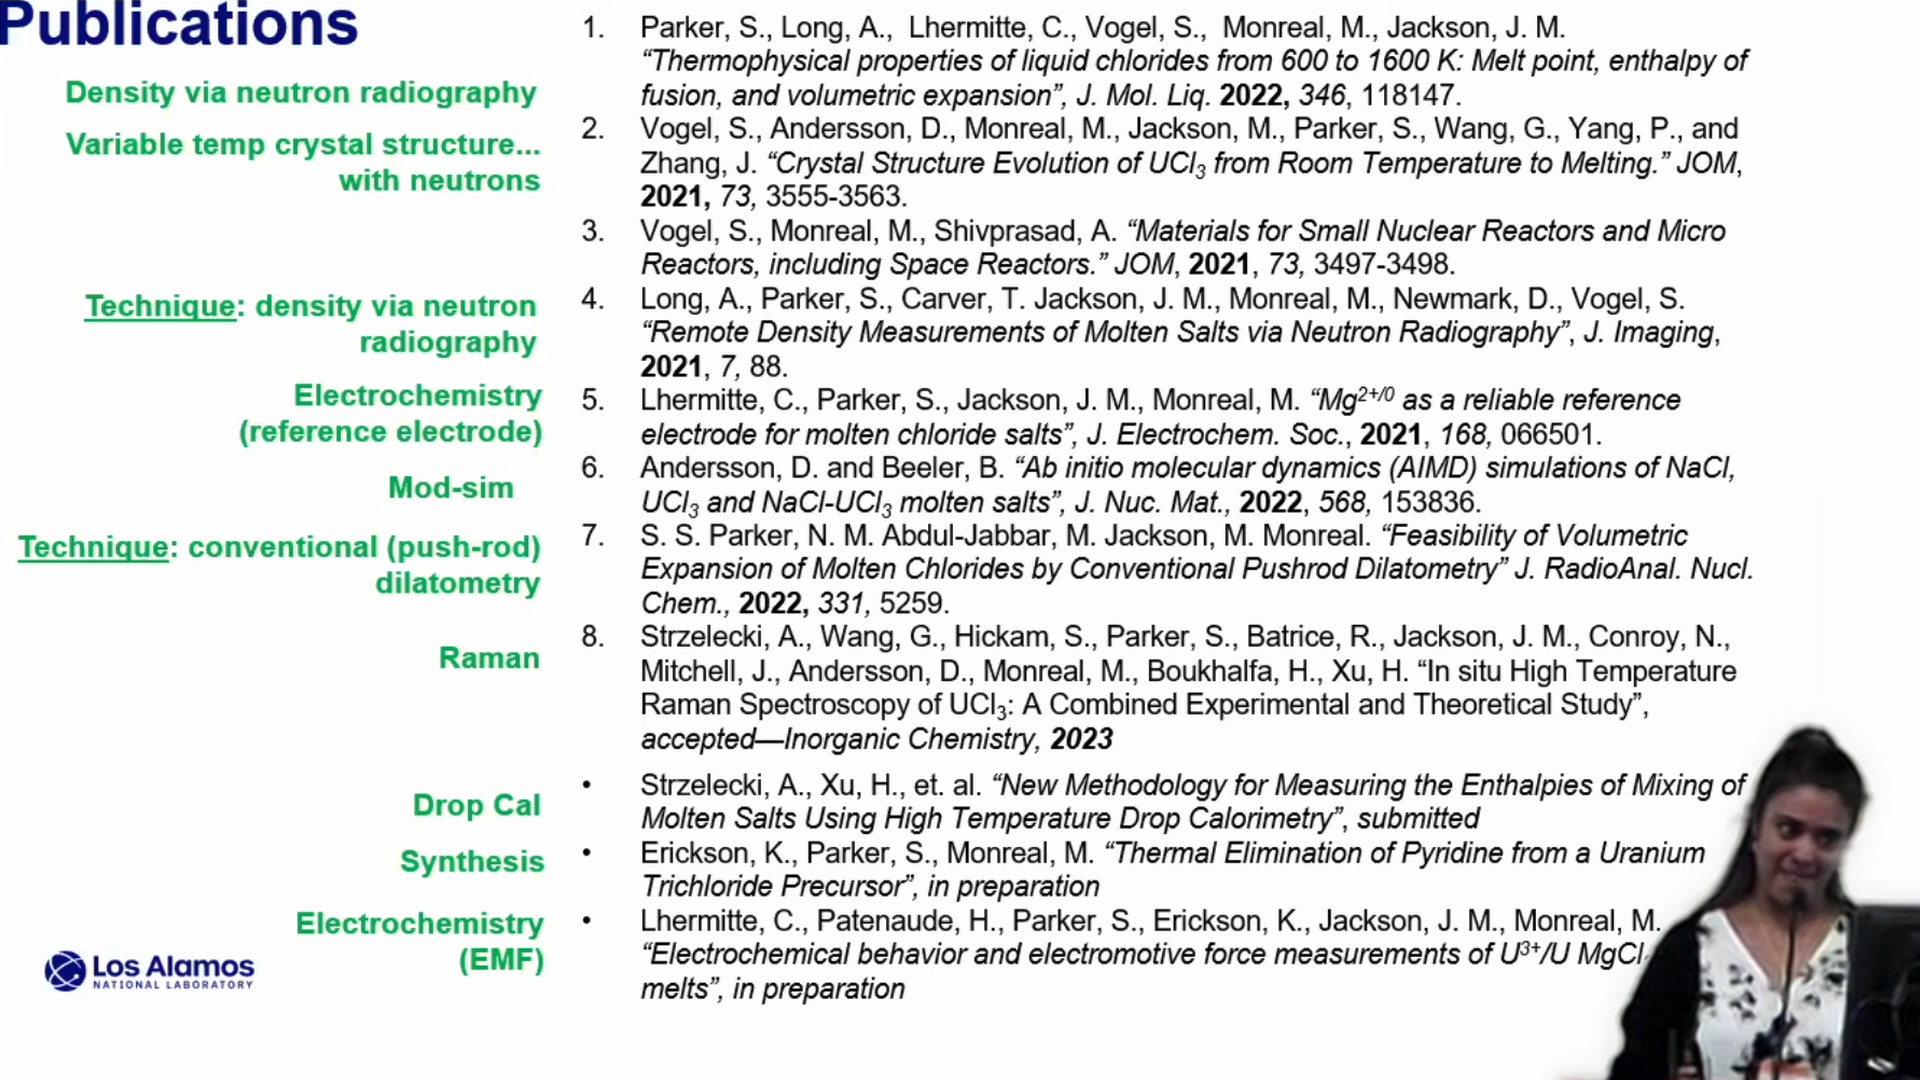 Publications
Density via neutron radiography
Variable temp crystal structure...
with neutrons
Technique: density via neutron
radiography
Electrochemistry
(reference electrode)
Mod-sim
Technique: conventional (push-rod)
dilatometry
Raman
Drop Cal
Synthesis
Electrochemistry
(EMF)
Los Alamos
NATIONAL LABORATORY
1. Parker, S., Long, A., Lhermitte, C., Vogel, S., Monreal, M., Jackson, J. M.
“Thermophysical properties of liquid chlorides from 600 to 1600 K: Melt point, enthalpy of
fusion, and volumetric expansion”, J. Mol. Liq. 2022, 346, 118147.
2. Vogel, S., Andersson, D., Monreal, M., Jackson, M., Parker, S., Wang, G., Yang, P., and
Zhang, J. “Crystal Structure Evolution of UCl₃ from Room Temperature to Melting.” JOM,
2021, 73, 3555-3563.
3. Vogel, S., Monreal, M., Shivprasad, A. “Materials for Small Nuclear Reactors and Micro
Reactors, including Space Reactors.” JOM, 2021, 73, 3497-3498.
4. Long, A., Parker, S., Carver, T. Jackson, J. M., Monreal, M., Newmark, D., Vogel, S.
“Remote Density Measurements of Molten Salts via Neutron Radiography”, J. Imaging,
2021, 7, 88.
5. Lhermitte, C., Parker, S., Jackson, J. M., Monreal, M. “Mg²⁺/⁰ as a reliable reference
electrode for molten chloride salts”, J. Electrochem. Soc., 2021, 168, 066501.
6. Andersson, D. and Beeler, B. “Ab initio molecular dynamics (AIMD) simulations of NaCl,
UCl₃ and NaCl-UCl₃ molten salts”, J. Nuc. Mat., 2022, 568, 153836.
7. S. S. Parker, N. M. Abdul-Jabbar, M. Jackson, M. Monreal. “Feasibility of Volumetric
Expansion of Molten Chlorides by Conventional Pushrod Dilatometry” J. RadioAnal. Nucl.
Chem., 2022, 331, 5259.
8. Strzelecki, A., Wang, G., Hickam, S., Parker, S., Batrice, R., Jackson, J. M., Conroy, N.,
Mitchell, J., Andersson, D., Monreal, M., Boukhalfa, H., Xu, H. “In situ High Temperature
Raman Spectroscopy of UCl₃: A Combined Experimental and Theoretical Study”,
accepted—Inorganic Chemistry, 2023
• Strzelecki, A., Xu, H., et. al. “New Methodology for Measuring the Enthalpies of Mixing of
Molten Salts Using High Temperature Drop Calorimetry”, submitted
• Erickson, K., Parker, S., Monreal, M. “Thermal Elimination of Pyridine from a Uranium
Trichloride Precursor”, in preparation
• Lhermitte, C., Patenaude, H., Parker, S., Erickson, K., Jackson, J. M., Monreal, M.
“Electrochemical behavior and electromotive force measurements of U³⁺/U MgCl
melts”, in preparation